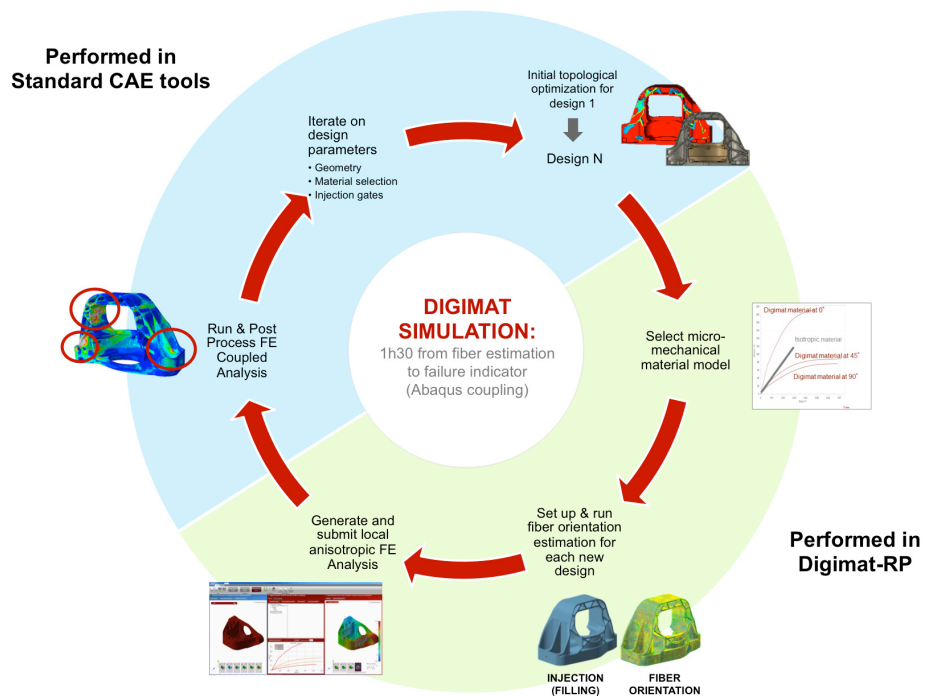 Performed in
Standard CAE tools
Initial topological
optimization for
design 1
Design N
Iterate on
design
parameters
• Geometry
• Material selection
• Injection gates
DIGIMAT
SIMULATION:
1h30 from fiber estimation
to failure indicator
(Abaqus coupling)
Run & Post
Process FE
Coupled
Analysis
Select micro-
mechanical
material model
Digimat material at 0°
Isotropic material
Digimat material at 45°
Digimat material at 90°
Generate and
submit local
anisotropic FE
Analysis
Set up & run
fiber orientation
estimation for
each new
design
Performed in
Digimat-RP
INJECTION
(FILLING)
FIBER
ORIENTATION